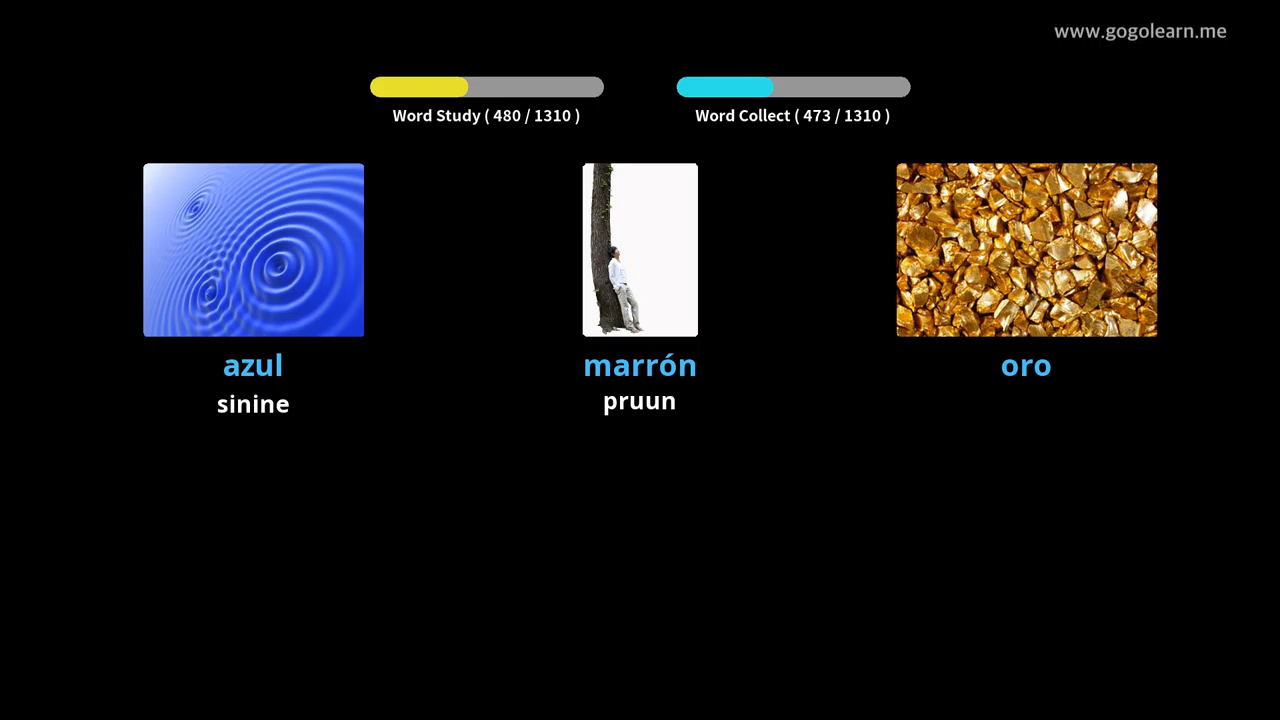 www.gogolearn.me
Word Study ( 480 / 1310 )
Word Collect ( 473 / 1310 )
azul
marrón
oro
sinine
pruun